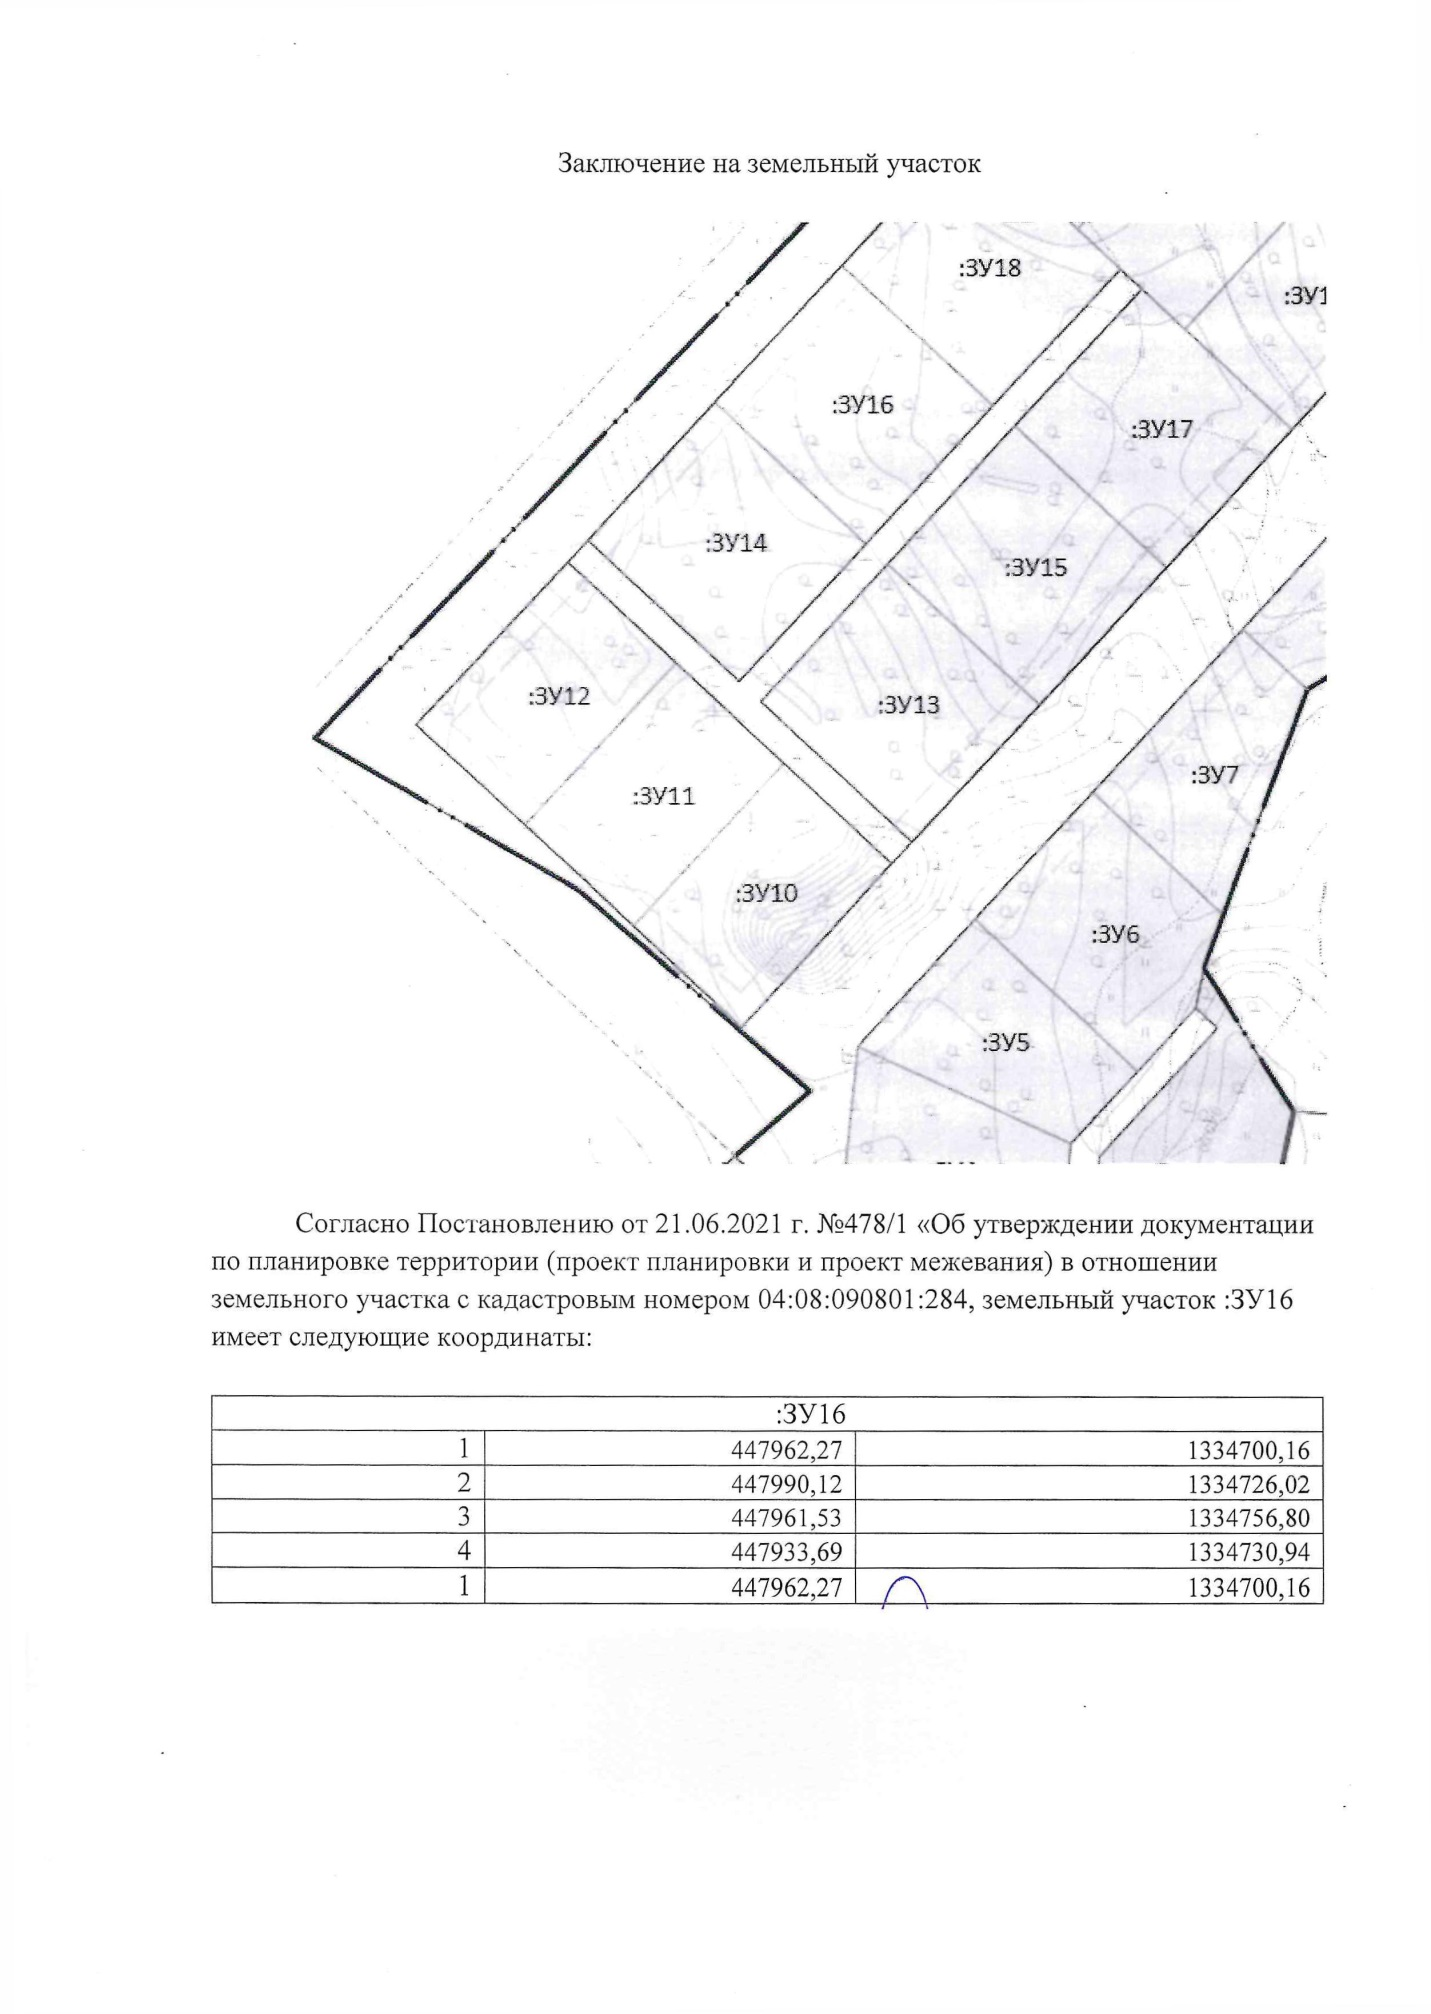 Заключение на земельный участок
:ЗУ18
:ЗУ1
:ЗУ16
:ЗУ17
:ЗУ14
:ЗУ15
:ЗУ12
:ЗУ13
:ЗУ7
:ЗУ11
:ЗУ10
:ЗУ6
:ЗУ5
Согласно Постановлению от 21.06.2021 г. №478/1 «Об утверждении документации
по планировке территории (проект планировки и проект межевания) в отношении
земельного участка с кадастровым номером 04:08:090801:284, земельный участок :ЗУ16
имеет следующие координаты:
:ЗУ16
1 447962,27 1334700,16
2 447990,12 1334726,02
3 447961,53 1334756,80
4 447933,69 1334730,94
1 447962,27 1334700,16